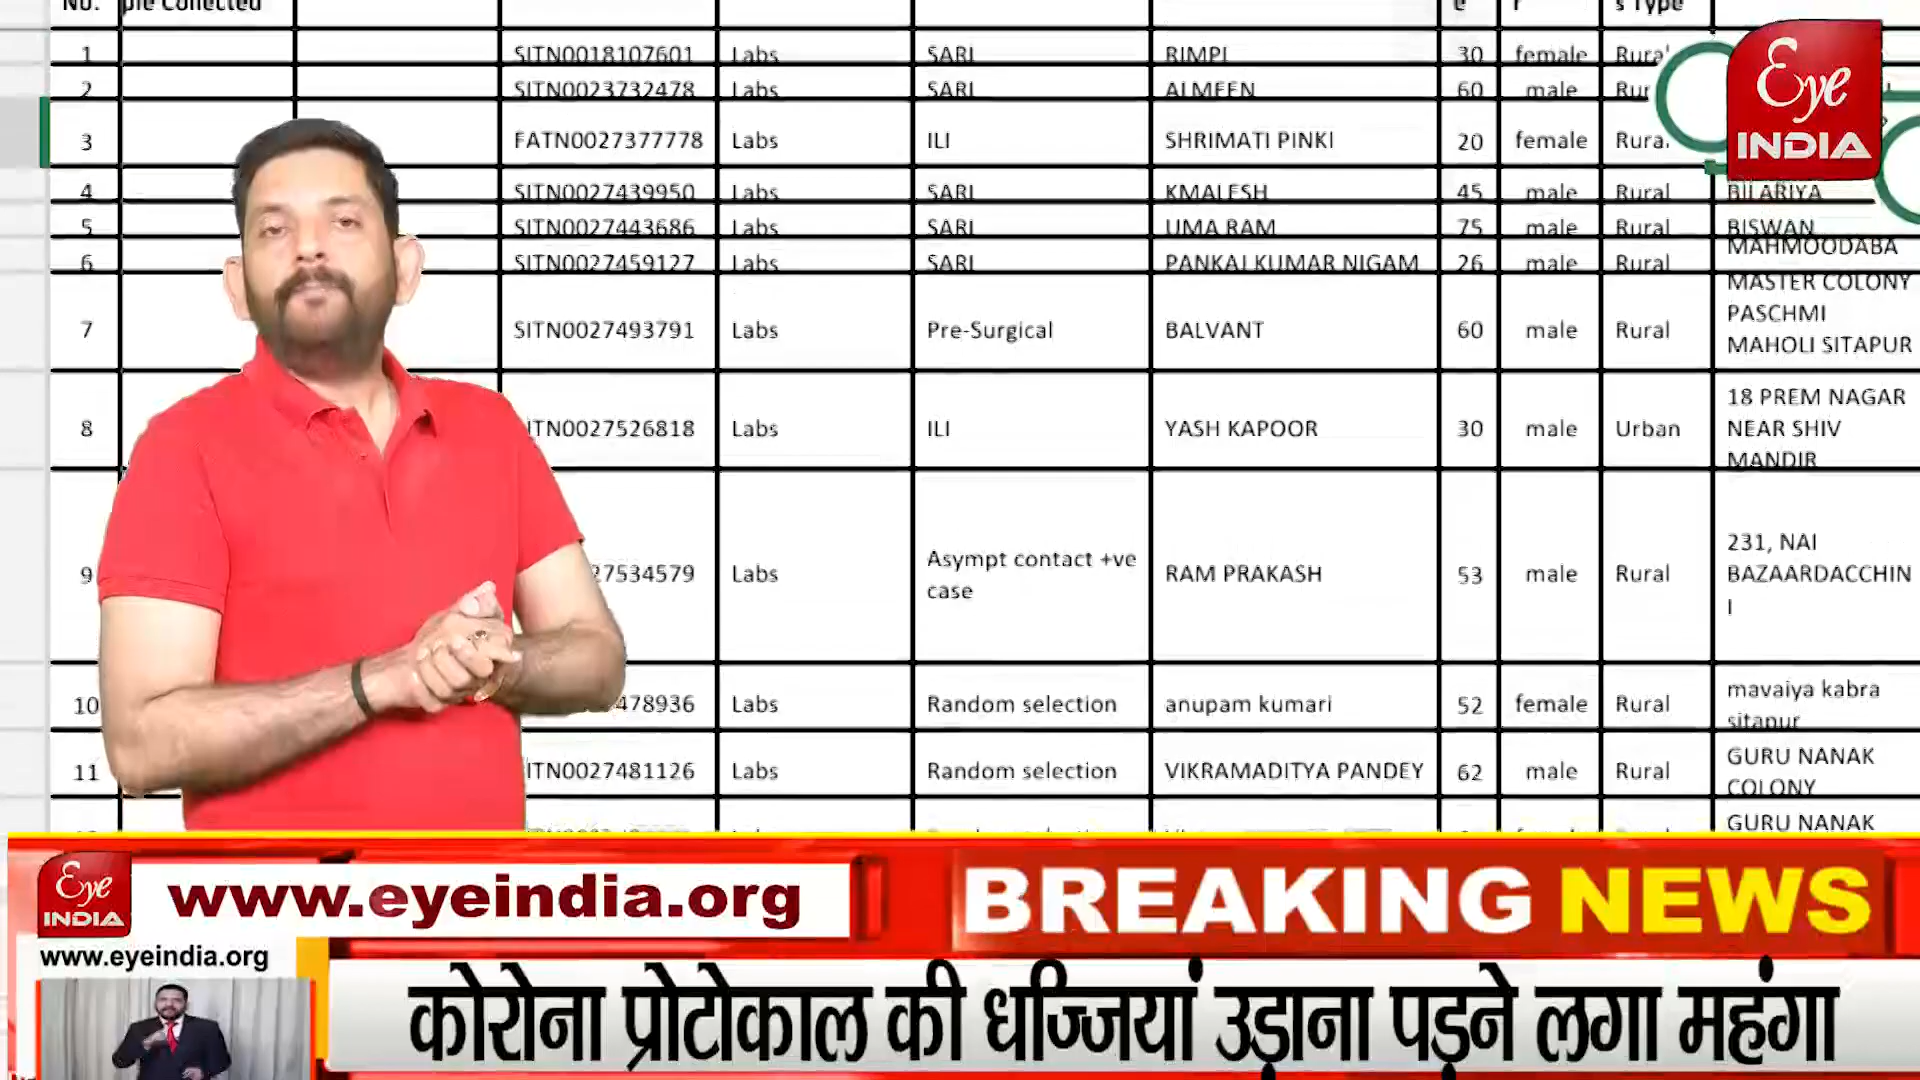 No. ple Collected
1 SITN0018107601 Labs SARI RIMPI 30 female Rural
2 SITN0023732478 Labs SARI ALMEEN 60 male
3 FATN0027377778 Labs ILI SHRIMATI PINKI 20 female Rural
4 SITN0027439950 Labs SARI KMALESH 45 male Rural BILARIYA
5 SITN0027443686 Labs SARI UMA RAM 75 male Rural BISWAN
6 SITN0027459127 Labs SARI PANKAJ KUMAR NIGAM 26 male Rural MAHMOODABA
7 SITN0027493791 Labs Pre-Surgical BALVANT 60 male Rural MASTER COLONY
PASCHMI
MAHOLI SITAPUR
8 ITN0027526818 Labs ILI YASH KAPOOR 30 male Urban 18 PREM NAGAR
NEAR SHIV
MANDIR
9 27534579 Labs Asympt contact +ve
case RAM PRAKASH 53 male Rural 231, NAI
BAZAARDACCHIN
I
10 478936 Labs Random selection anupam kumari 52 female Rural mavaiya kabra
sitapur
11 ITN0027481126 Labs Random selection VIKRAMADITYA PANDEY 62 male Rural GURU NANAK
COLONY
GURU NANAK
Eye
INDIA
Eye
INDIA
www.eyeindia.org
BREAKING NEWS
www.eyeindia.org
कोरोना प्रोटोकाल की धज्जियां उड़ाना पड़ने लगा महंगा